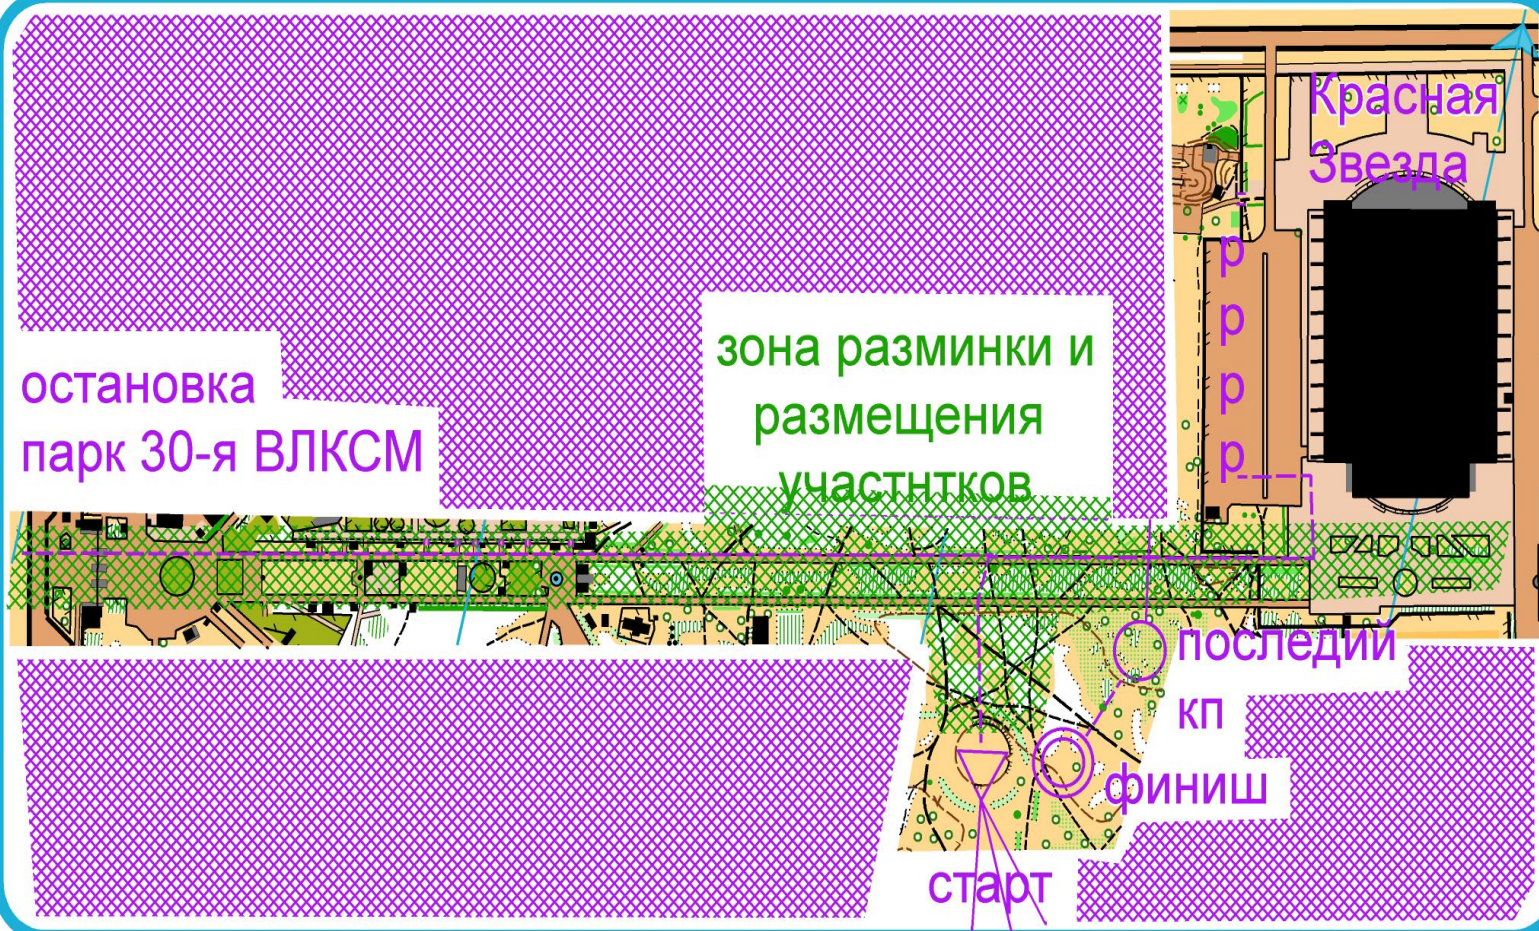 Красная
Звезда
р
р
р
р
остановка
парк 30-я ВЛКСМ
зона разминки и
размещения
участнтков
последий
кп
финиш
старт